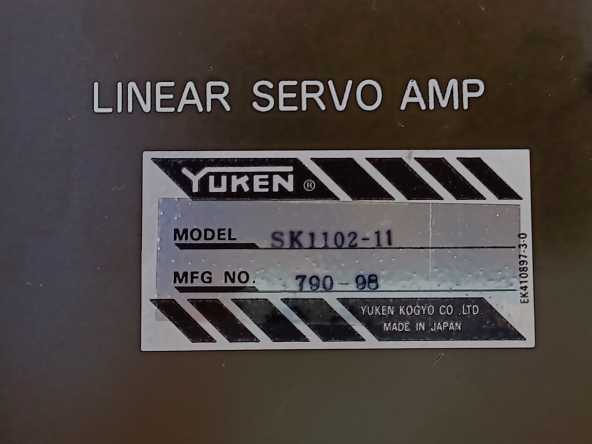 LINEAR SERVO AMP
YUKEN ®
MODEL SK1102-11
MFG NO. 790-98
EK410897-3-0
YUKEN KOGYO CO.,LTD
MADE IN JAPAN